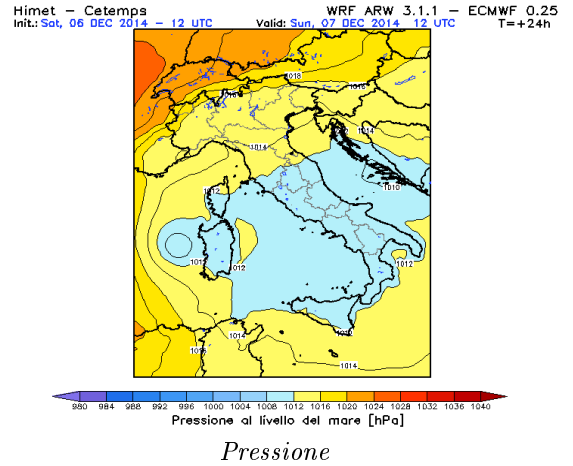 Himet – Cetemps WRF ARW 3.1.1 – ECMWF 0.25
Init.: Sat, 06 DEC 2014 – 12 UTC Valid: Sun, 07 DEC 2014 12 UTC T=+24h
1018
1016
1014
1014
1010
1012
1012
1012
1012
1012
1014
1014
980 984 988 992 996 1000 1004 1008 1012 1016 1020 1024 1028 1032 1036 1040
Pressione al livello del mare [hPa]
Pressione